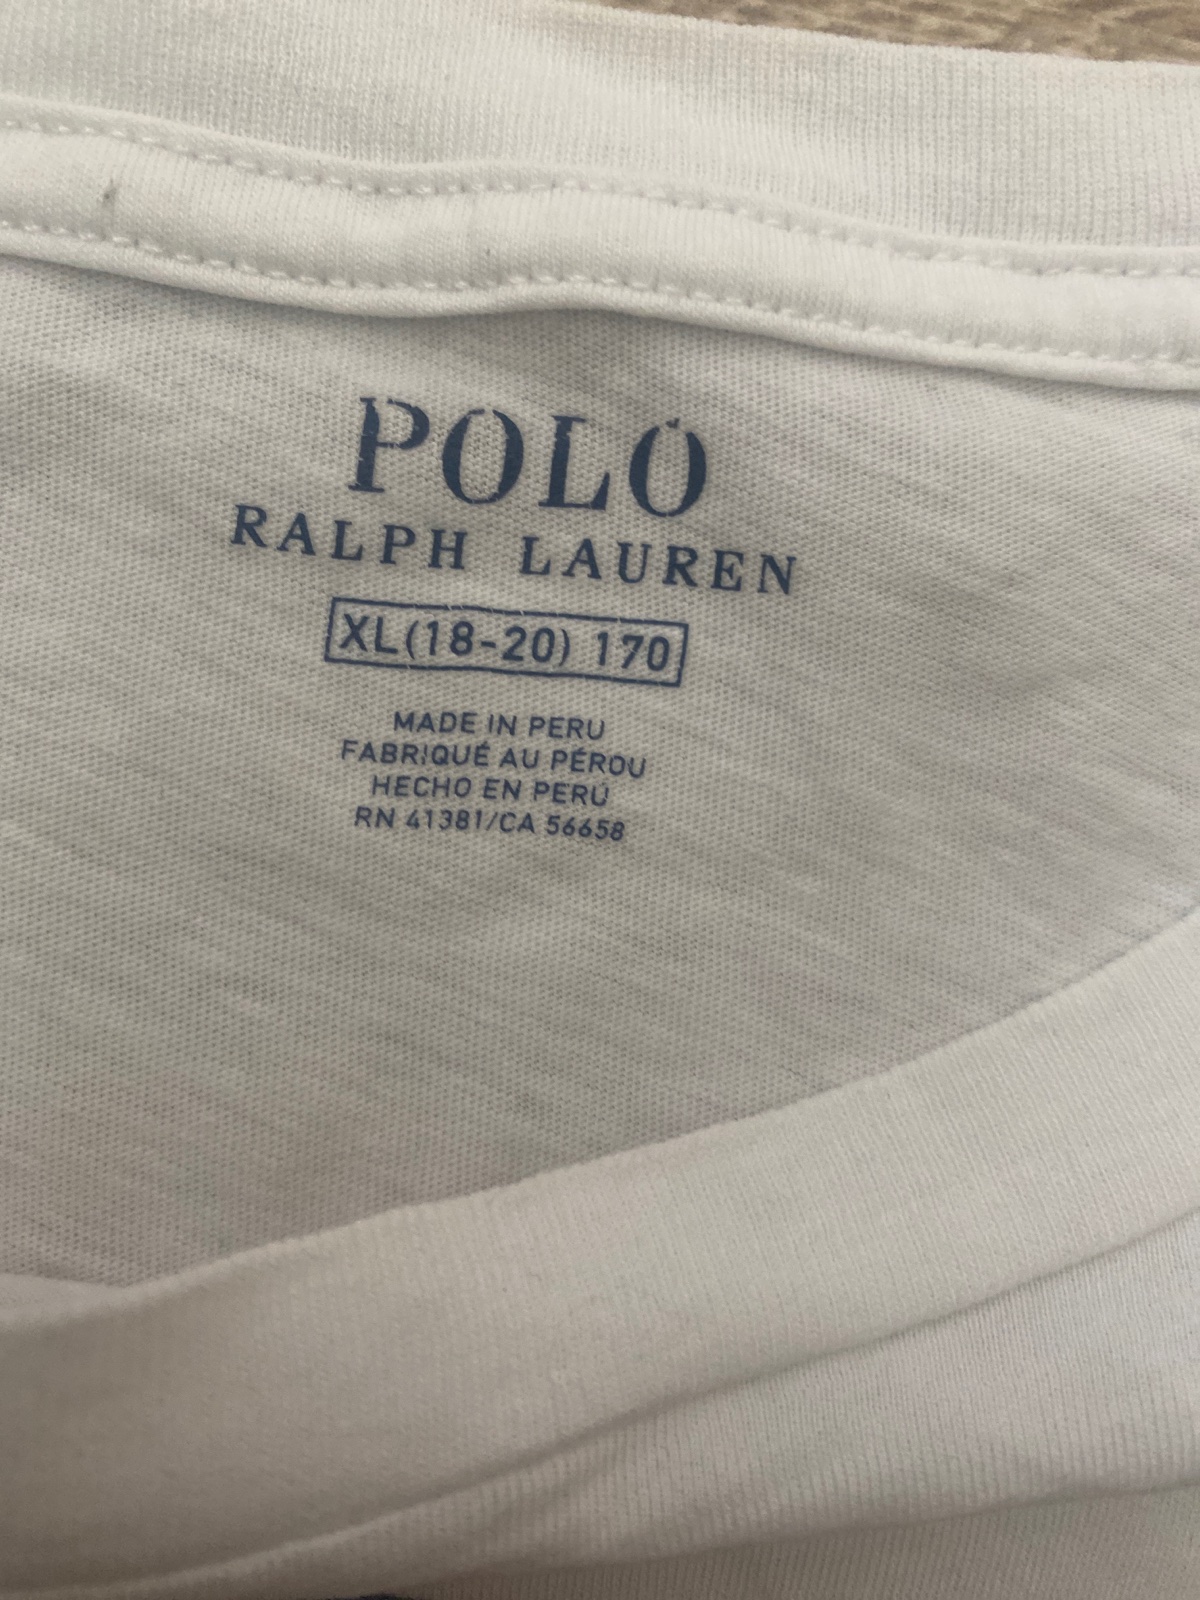 POLO
RALPH LAUREN
XL(18-20) 170
MADE IN PERU
FABRIQUÉ AU PÉROU
HECHO EN PERÚ
RN 41381/CA 56658